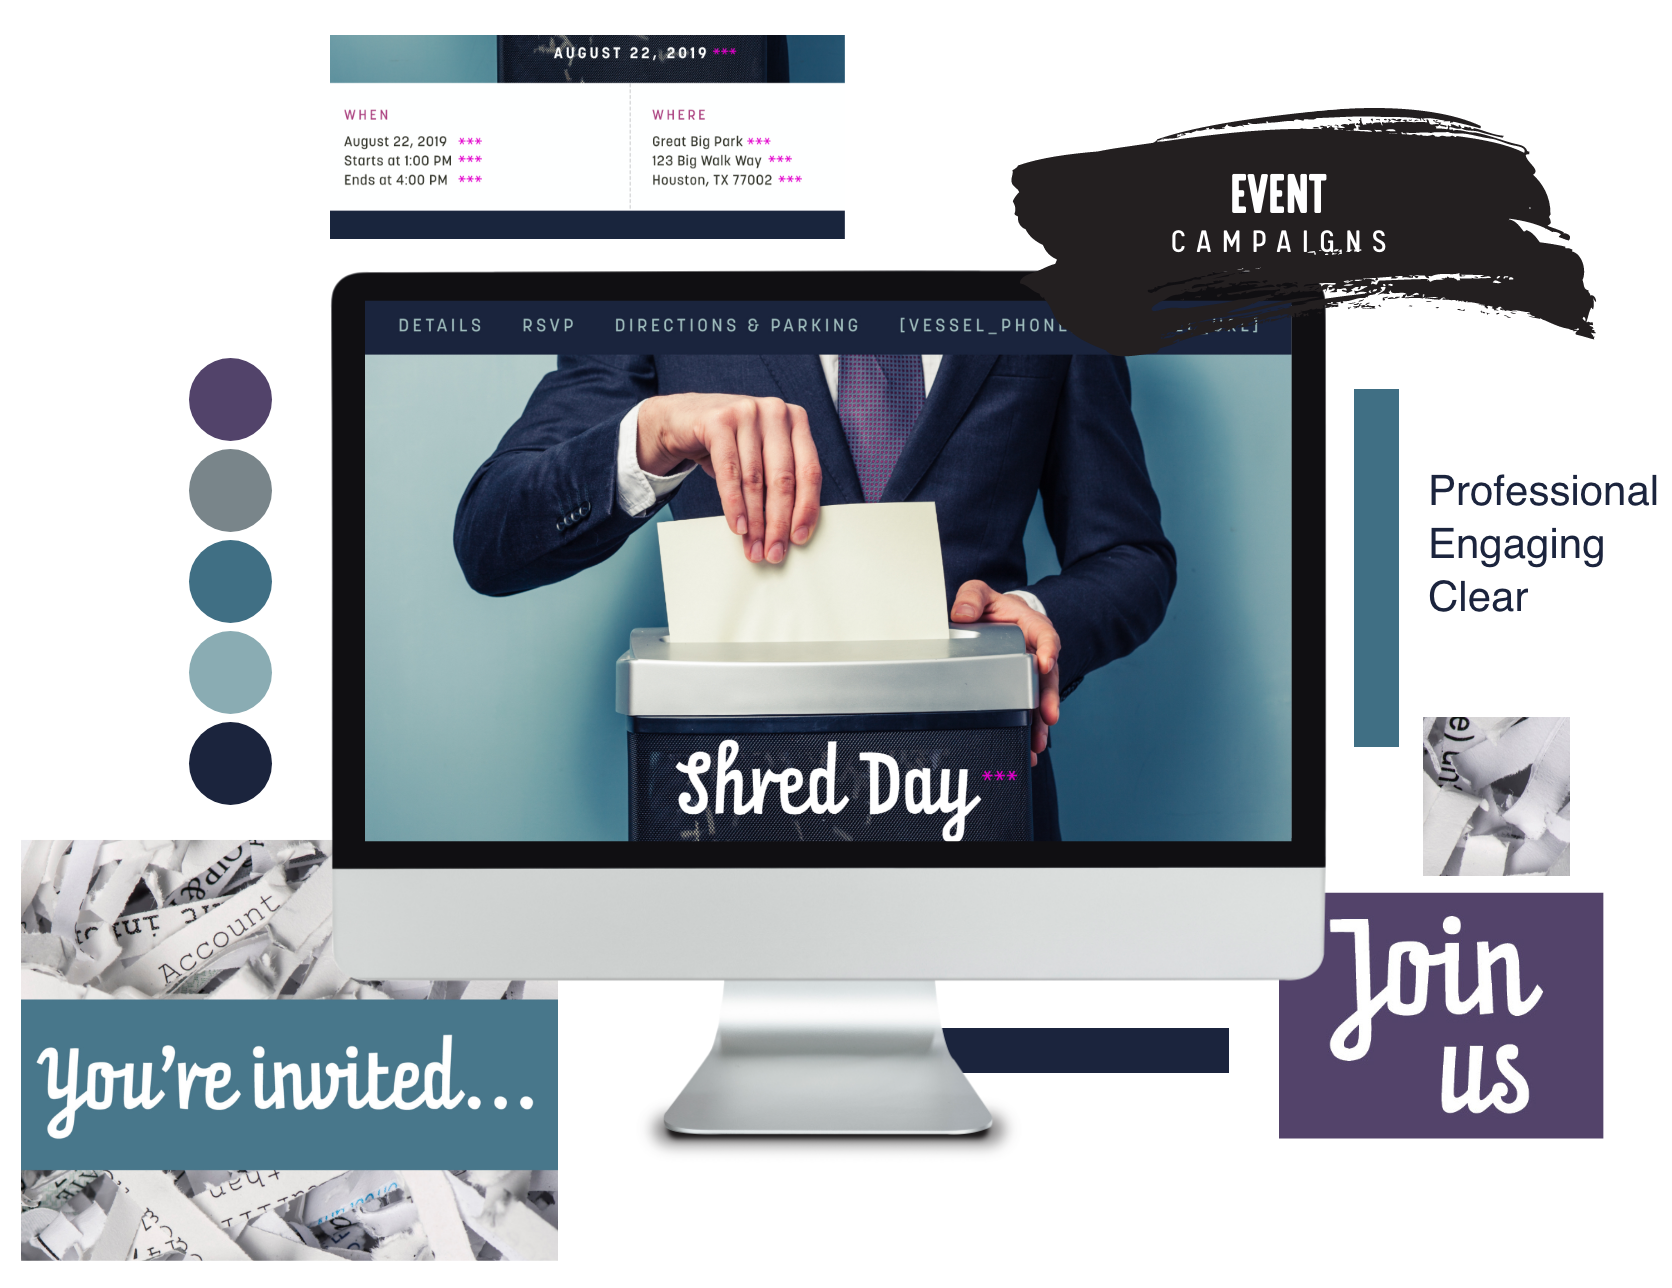 AUGUST 22, 2019 ***
WHEN
August 22, 2019 ***
Starts at 1:00 PM ***
Ends at 4:00 PM ***
WHERE
Great Big Park ***
123 Big Walk Way ***
Houston, TX 77002 ***
EVENT
CAMPAIGNS
DETAILS RSVP DIRECTIONS & PARKING [VESSEL_PHONE
Professional
Engaging
Clear
Shred Day ***
Account
Join
us
You're invited...
than